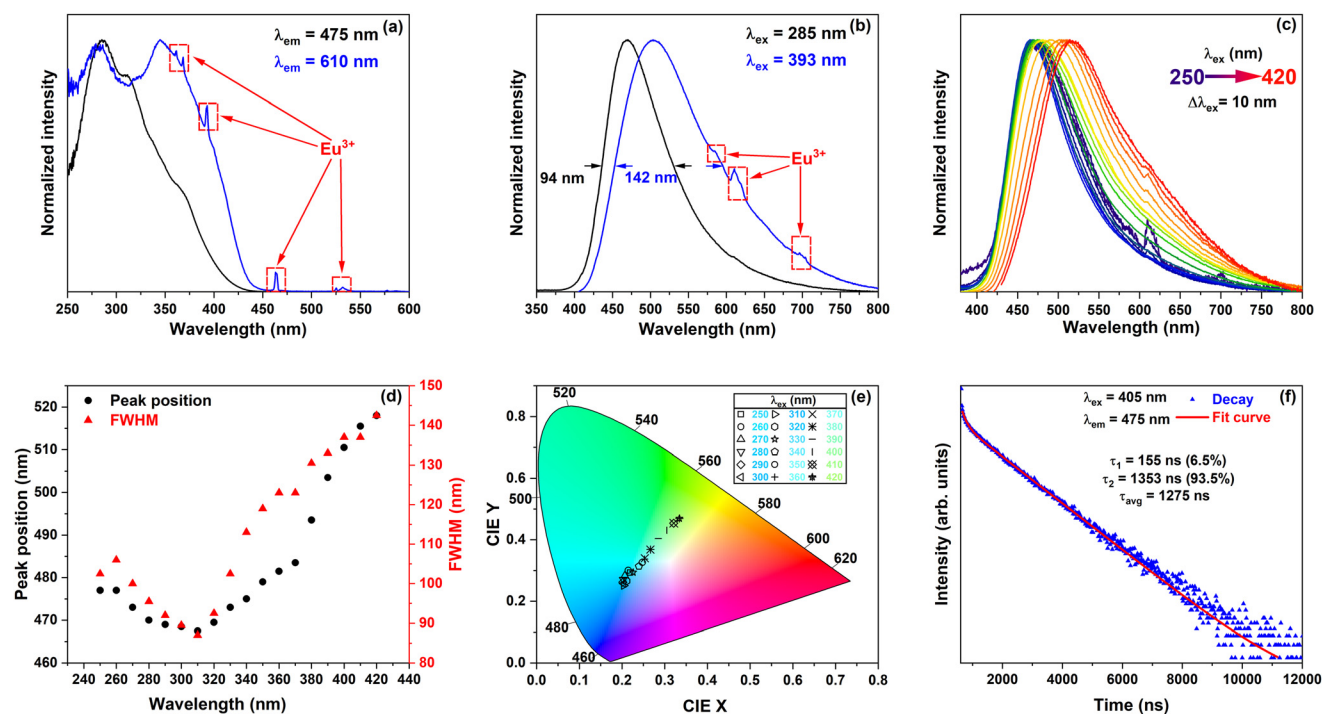 (a)
λem = 475 nm
λem = 610 nm
Eu³⁺
Normalized intensity
250 300 350 400 450 500 550 600
Wavelength (nm)
(b)
λex = 285 nm
λex = 393 nm
Eu³⁺
94 nm
142 nm
Normalized intensity
350 400 450 500 550 600 650 700 750 800
Wavelength (nm)
(c)
λex (nm)
250 420
Δλex = 10 nm
Normalized intensity
400 450 500 550 600 650 700 750 800
Wavelength (nm)
(d)
Peak position
FWHM
Peak position (nm)
520
510
500
490
480
470
460
FWHM (nm)
150
140
130
120
110
100
90
80
240 260 280 300 320 340 360 380 400 420 440
Wavelength (nm)
(e)
λex (nm)
250 310 370
260 320 380
270 330 390
280 340 400
290 350 410
300 360 420
520
540
560
580
600
620
500
480
460
CIE Y
0.8
0.6
0.4
0.2
0.0
0.0 0.1 0.2 0.3 0.4 0.5 0.6 0.7 0.8
CIE X
(f)
λex = 405 nm
λem = 475 nm
Decay
Fit curve
τ1 = 155 ns (6.5%)
τ2 = 1353 ns (93.5%)
τavg = 1275 ns
Intensity (arb. units)
2000 4000 6000 8000 10000 12000
Time (ns)